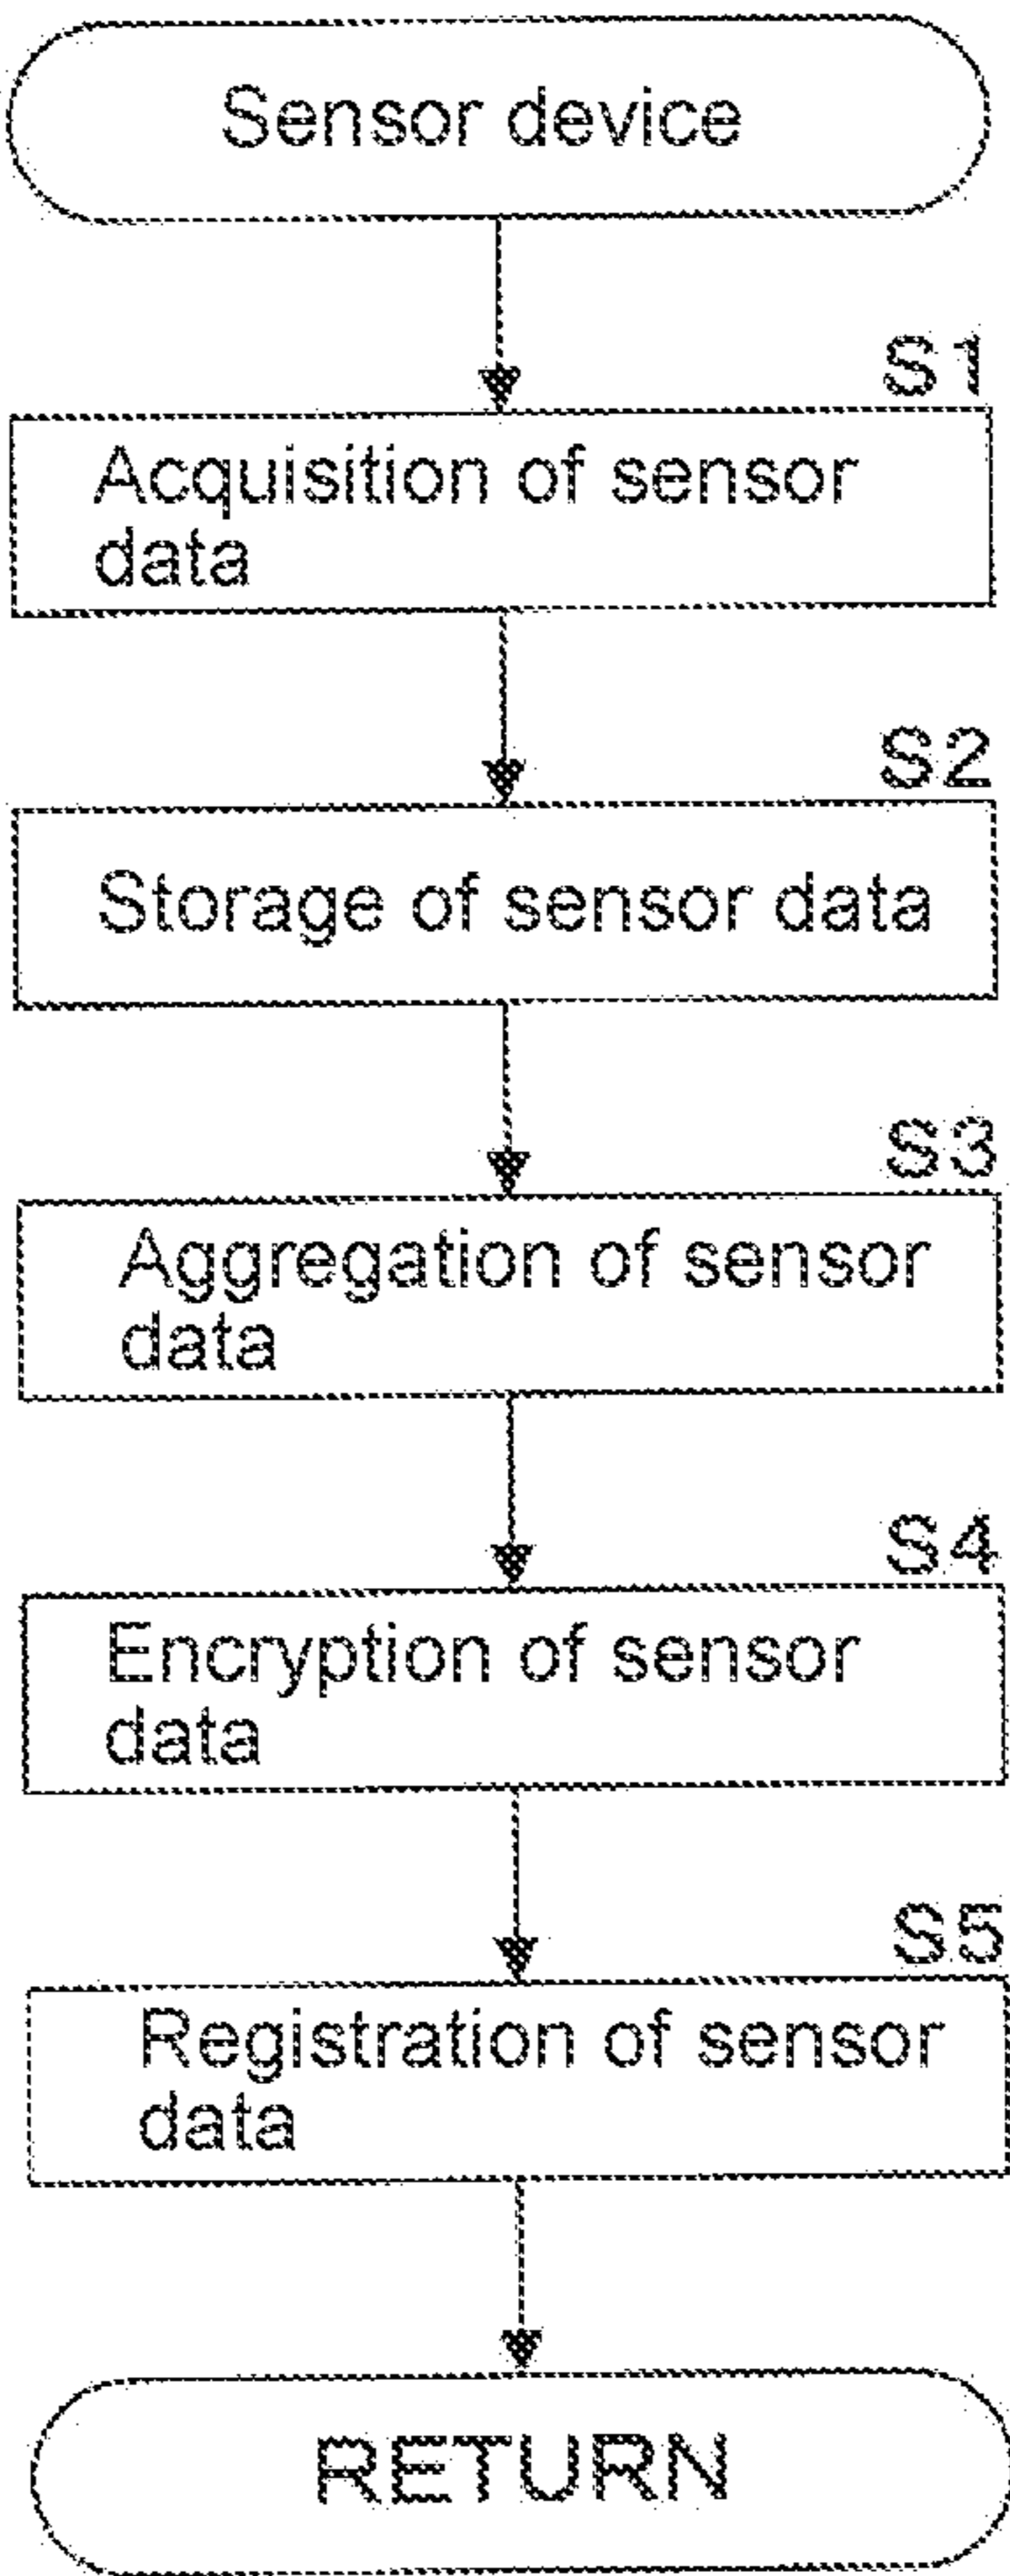 Sensor device
S1
Acquisition of sensor
data
S2
Storage of sensor data
S3
Aggregation of sensor
data
S4
Encryption of sensor
data
S5
Registration of sensor
data
RETURN